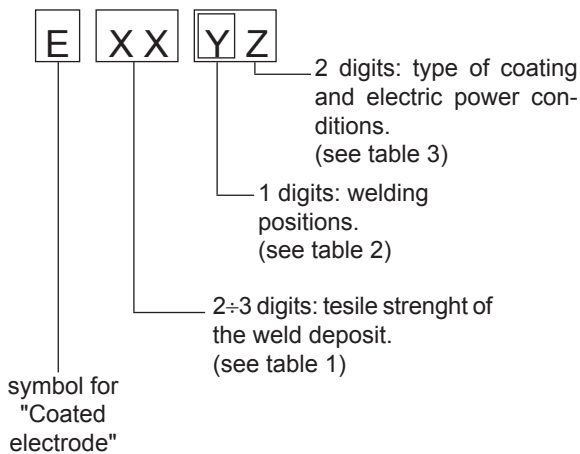 E XX Y Z
2 digits: type of coating
and electric power con-
ditions.
(see table 3)
1 digits: welding
positions.
(see table 2)
2÷3 digits: tesile strenght of
the weld deposit.
(see table 1)
symbol for
"Coated
electrode"